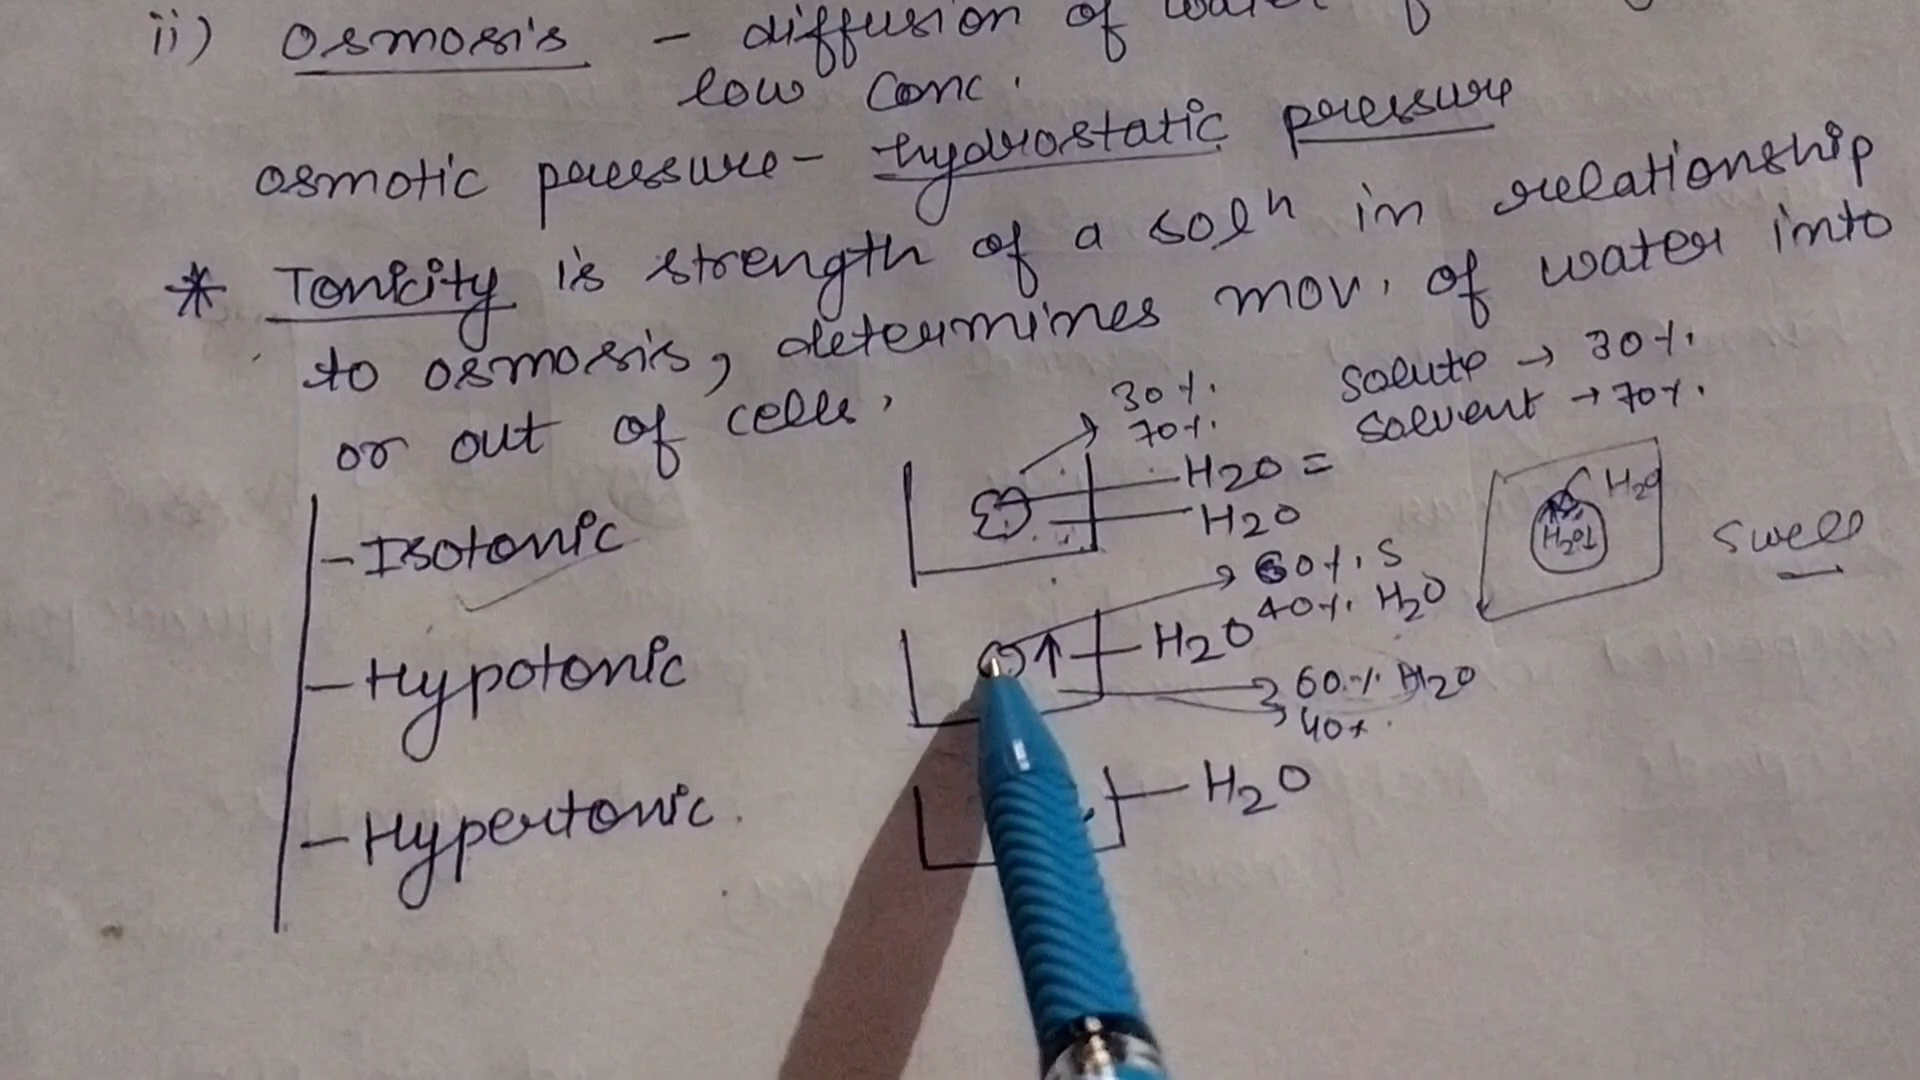 ii) Osmosis - diffusion of water
low conc.
osmotic pressure - hydrostatic pressure
* Tonicity is strength of a solⁿ in relationship
to osmosis, determines mov. of water into
or out of cells.
solute → 30%.
solvent → 70%.
30%.
70%.
- Isotonic
H2O =
H2O
H2O
H2O↓
swell
60%. S
40%. H2O
- Hypotonic
↑ H2O
60% H2O
40%.
- Hypertonic.
H2O